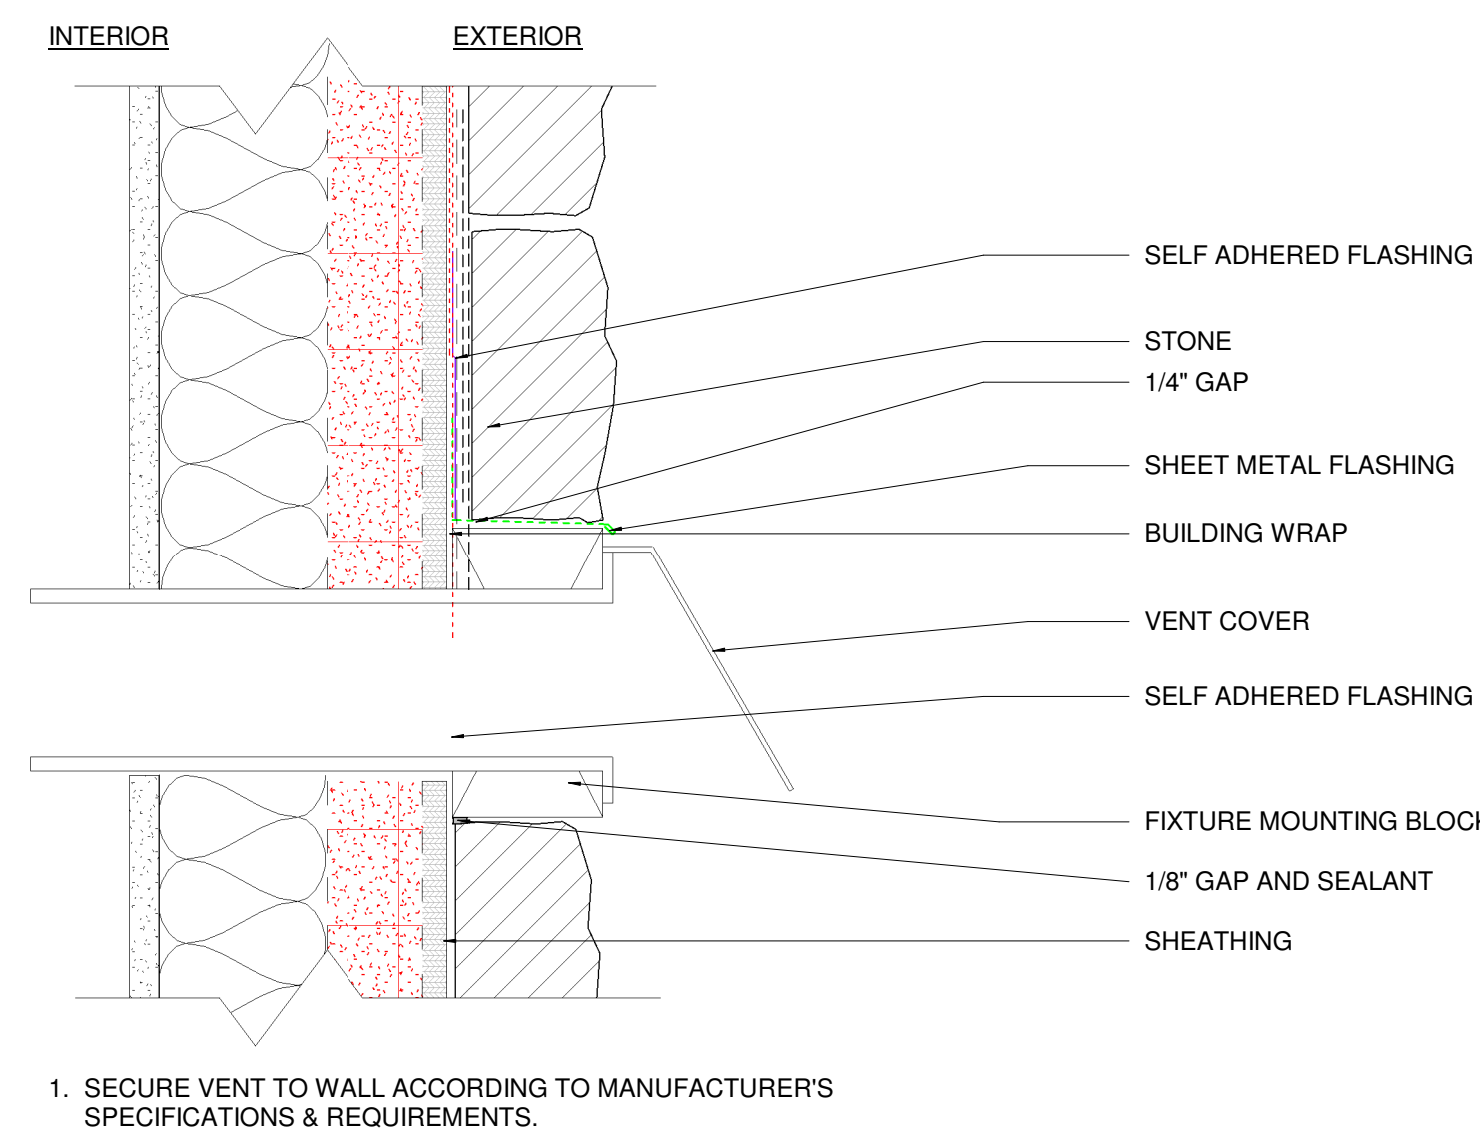 INTERIOR
EXTERIOR
SELF ADHERED FLASHING
STONE
1/4" GAP
SHEET METAL FLASHING
BUILDING WRAP
VENT COVER
SELF ADHERED FLASHING
FIXTURE MOUNTING BLOCK
1/8" GAP AND SEALANT
SHEATHING
1. SECURE VENT TO WALL ACCORDING TO MANUFACTURER'S
SPECIFICATIONS & REQUIREMENTS.